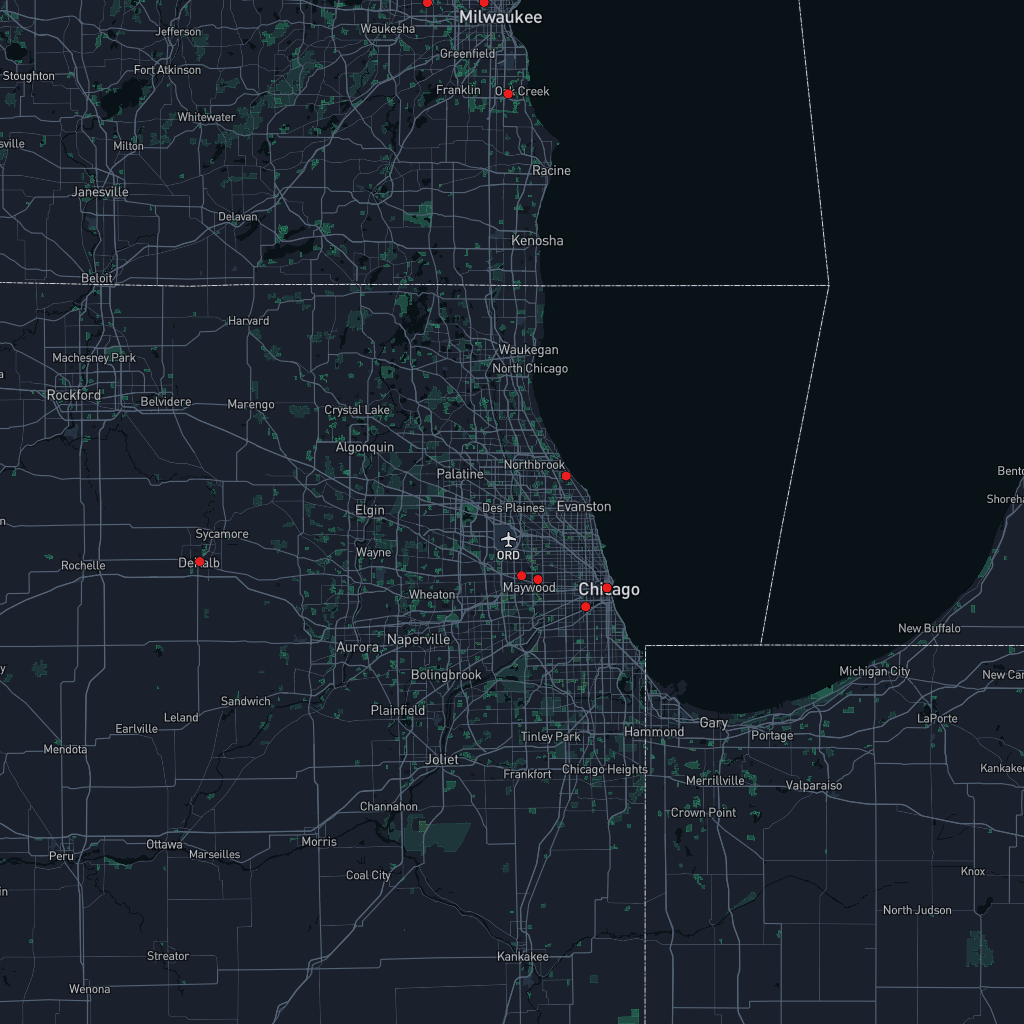 Milwaukee
Jefferson
Waukesha
Greenfield
Stoughton
Fort Atkinson
Franklin
Oak Creek
Whitewater
sville
Milton
Racine
Janesville
Delavan
Kenosha
Beloit
Harvard
Waukegan
Machesney Park
North Chicago
Rockford
Belvidere
Marengo
Crystal Lake
Algonquin
Northbrook
Palatine
Bento
Shoreha
Elgin
Des Plaines
Evanston
Sycamore
ORD
Wayne
DeKalb
Rochelle
Maywood
Chicago
Wheaton
New Buffalo
Naperville
Aurora
Michigan City
Bolingbrook
New Car
Sandwich
Plainfield
Leland
Earlville
LaPorte
Gary
Hammond
Portage
Tinley Park
Mendota
Joliet
Frankfort
Chicago Heights
Merrillville
Valparaiso
Kankakee
Channahon
Crown Point
Morris
Ottawa
Marseilles
Peru
Coal City
Knox
North Judson
Streator
Kankakee
Wenona